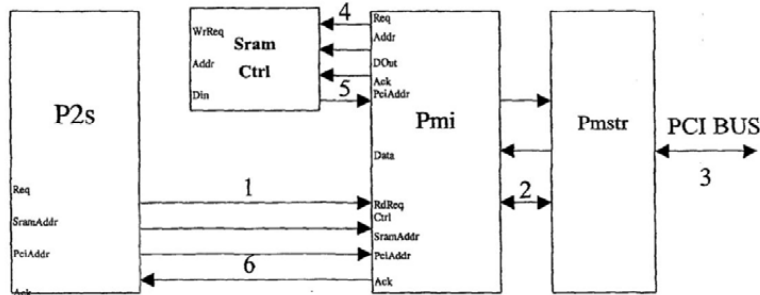 4 Req
WrReq Sram Addr
Addr Ctrl DOut
Ack
Din 5 PciAddr
P2s Pmi Pmstr PCI BUS
Data
3
Req 1 2
RdReq
Ctrl
SramAddr
SramAddr
PciAddr 6 PciAddr
Ack Ack